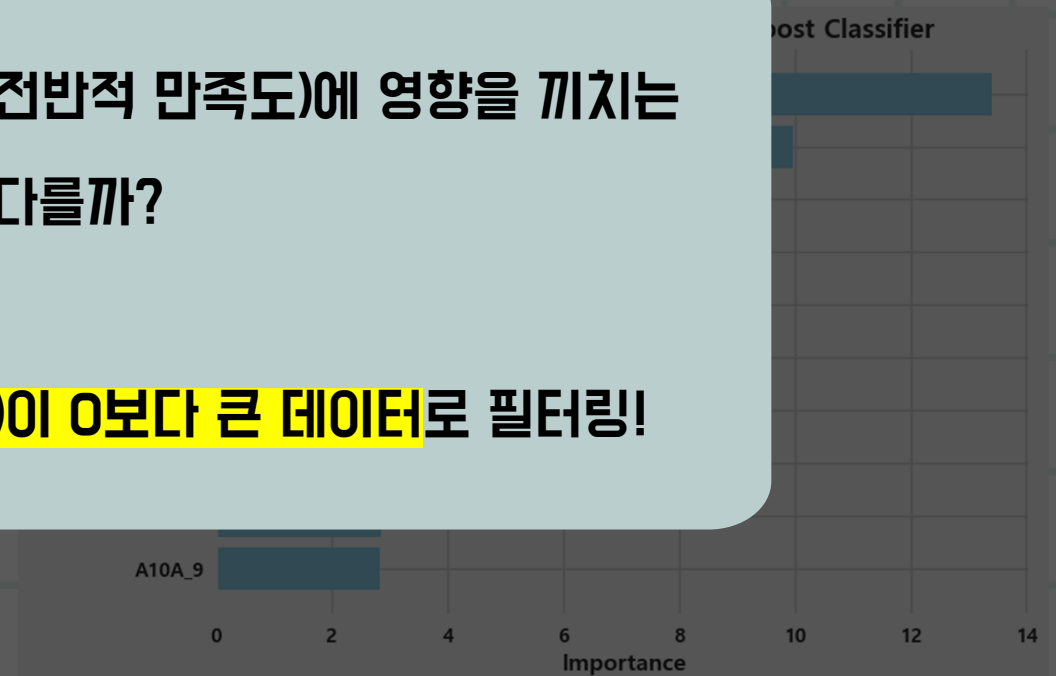 ost Classifier
전반적 만족도)에 영향을 끼치는
다를까?
)이 0보다 큰 데이터로 필터링!
A10A_9
0 2 4 6 8 10 12 14
Importance